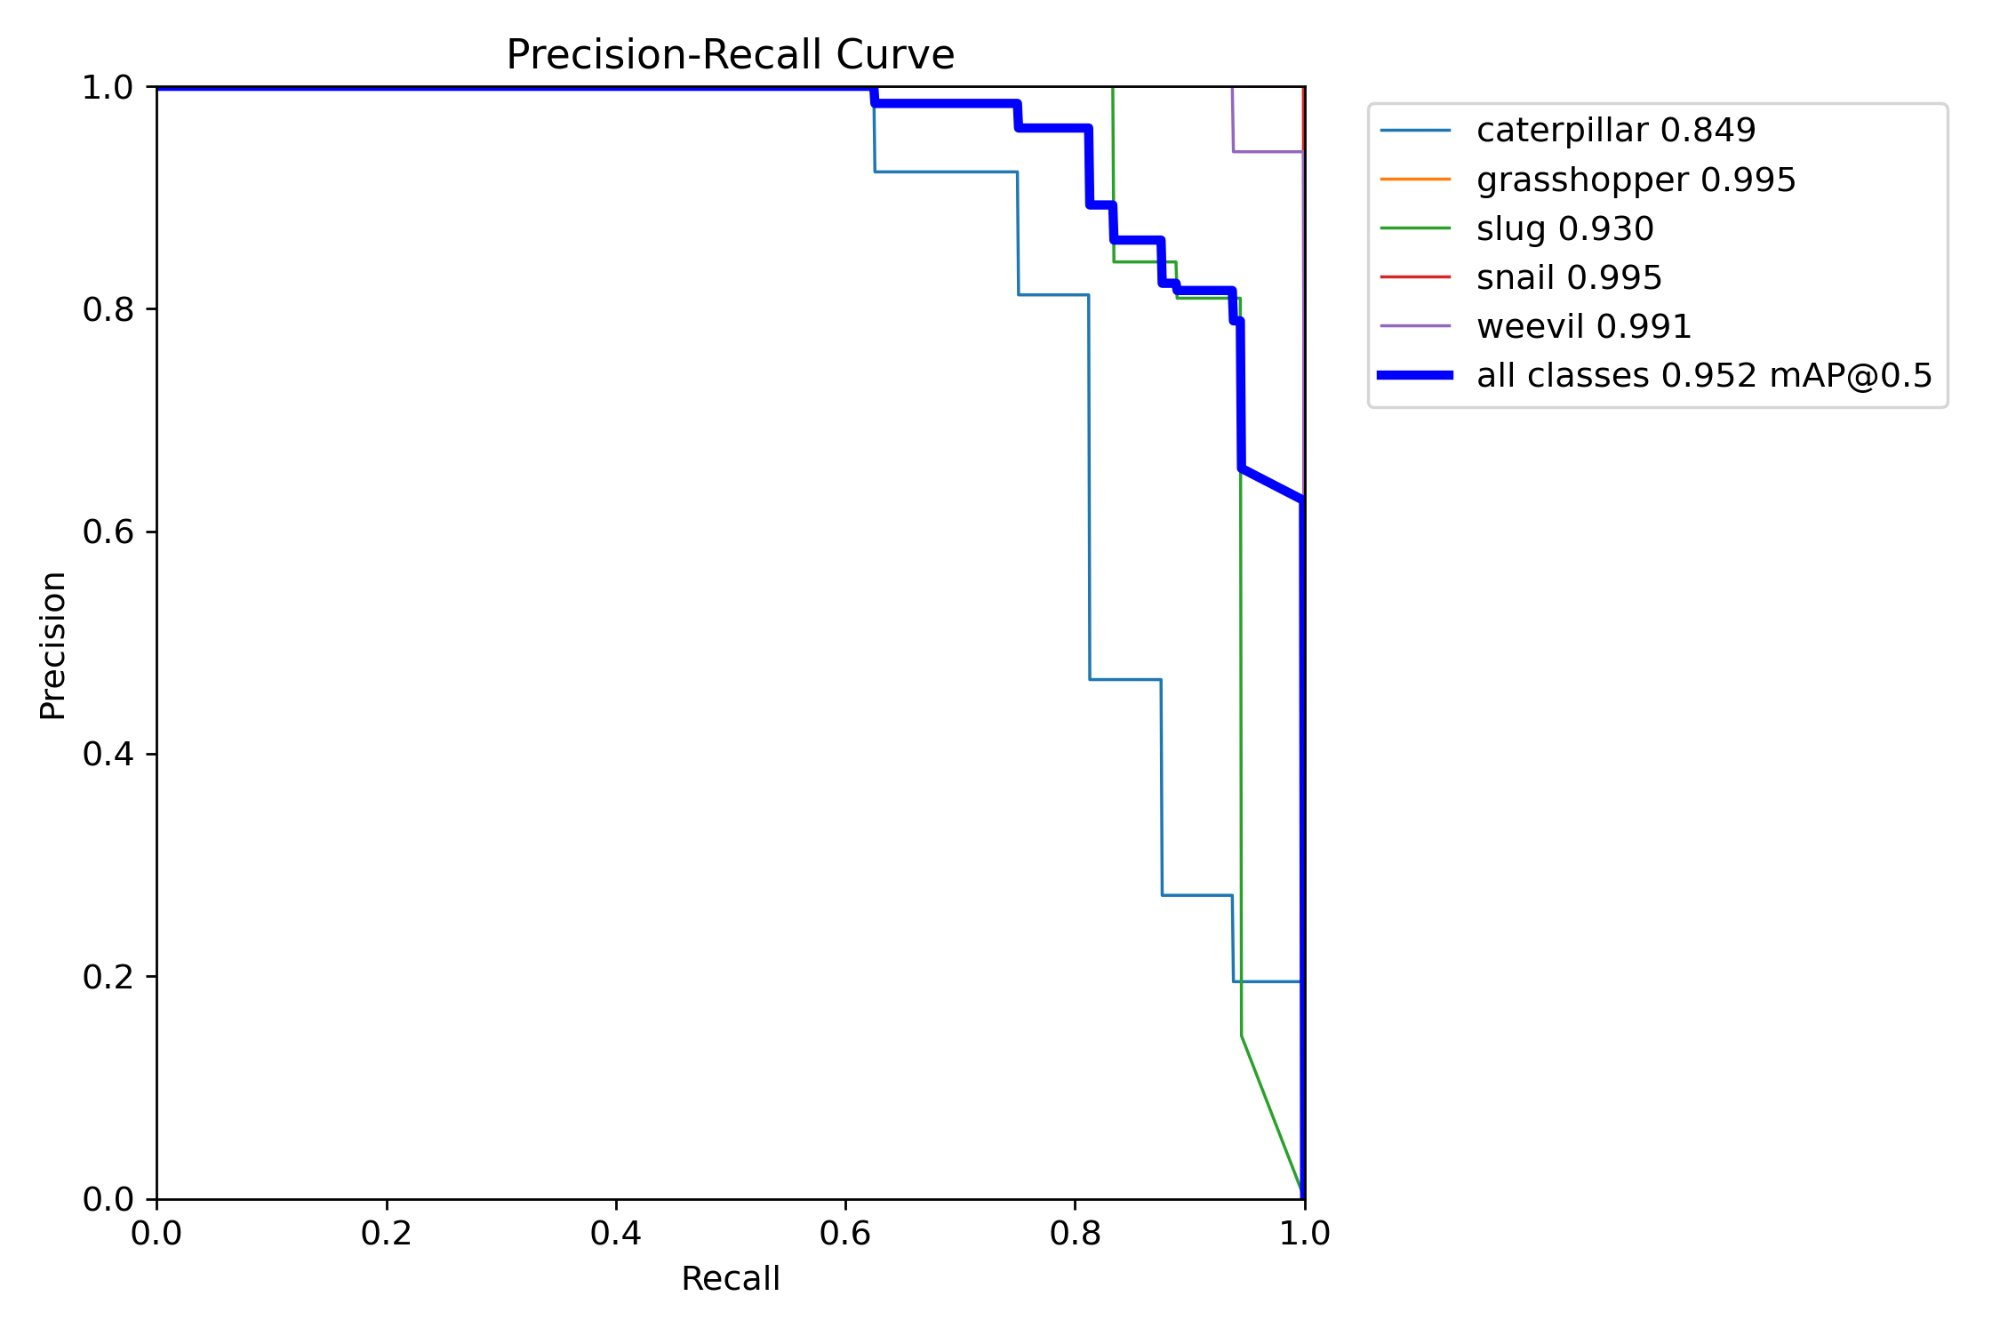 Precision-Recall Curve
1.0
0.8
0.6
0.4
0.2
0.0
Precision
0.0 0.2 0.4 0.6 0.8 1.0
Recall
caterpillar 0.849
grasshopper 0.995
slug 0.930
snail 0.995
weevil 0.991
all classes 0.952 mAP@0.5